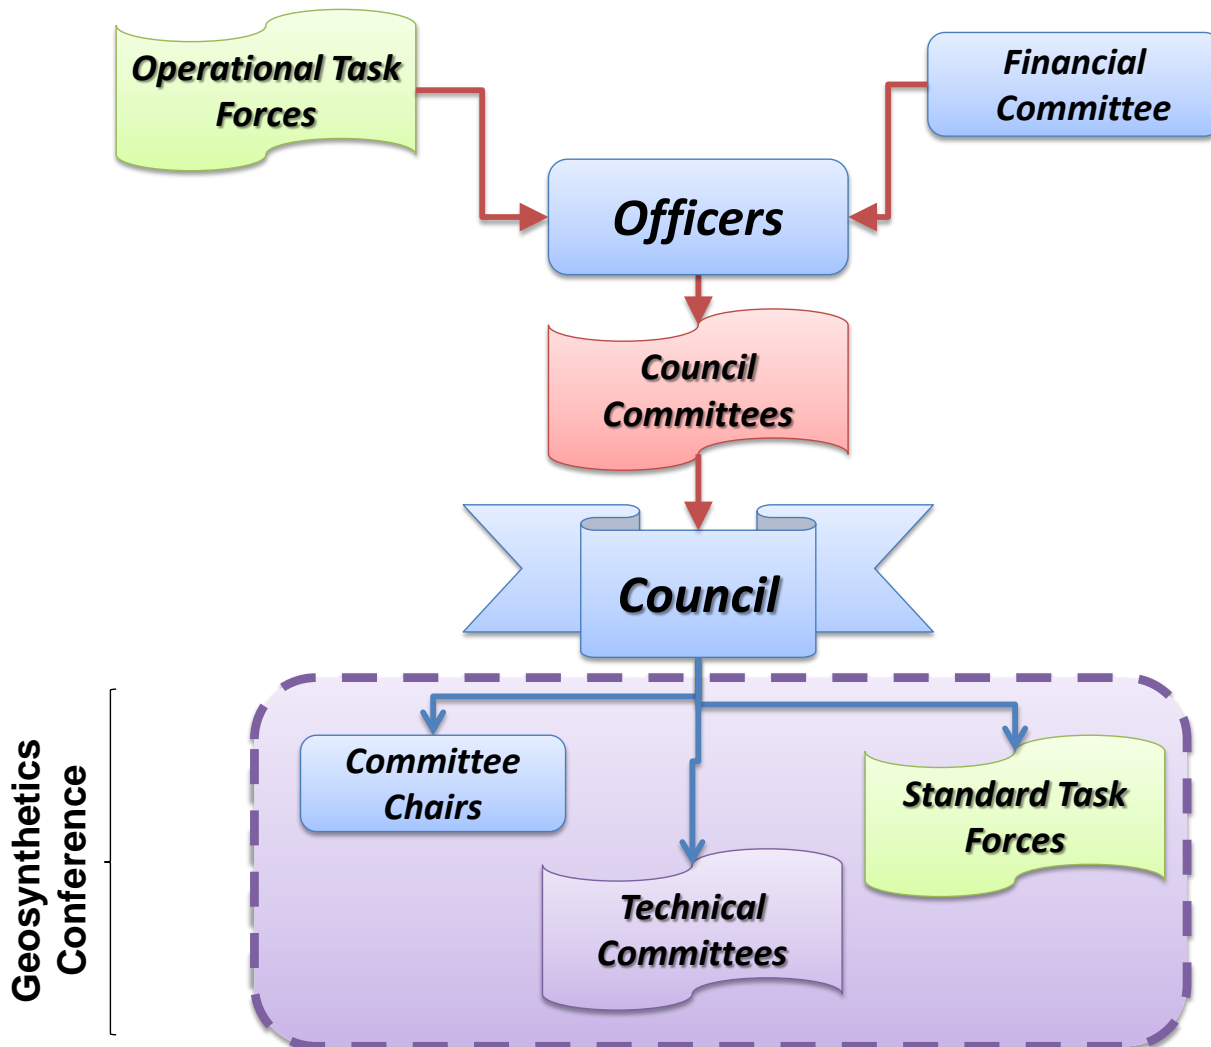 Operational Task
Forces
Financial
Committee
Officers
Council
Committees
Council
Geosynthetics
Conference
Committee
Chairs
Standard Task
Forces
Technical
Committees